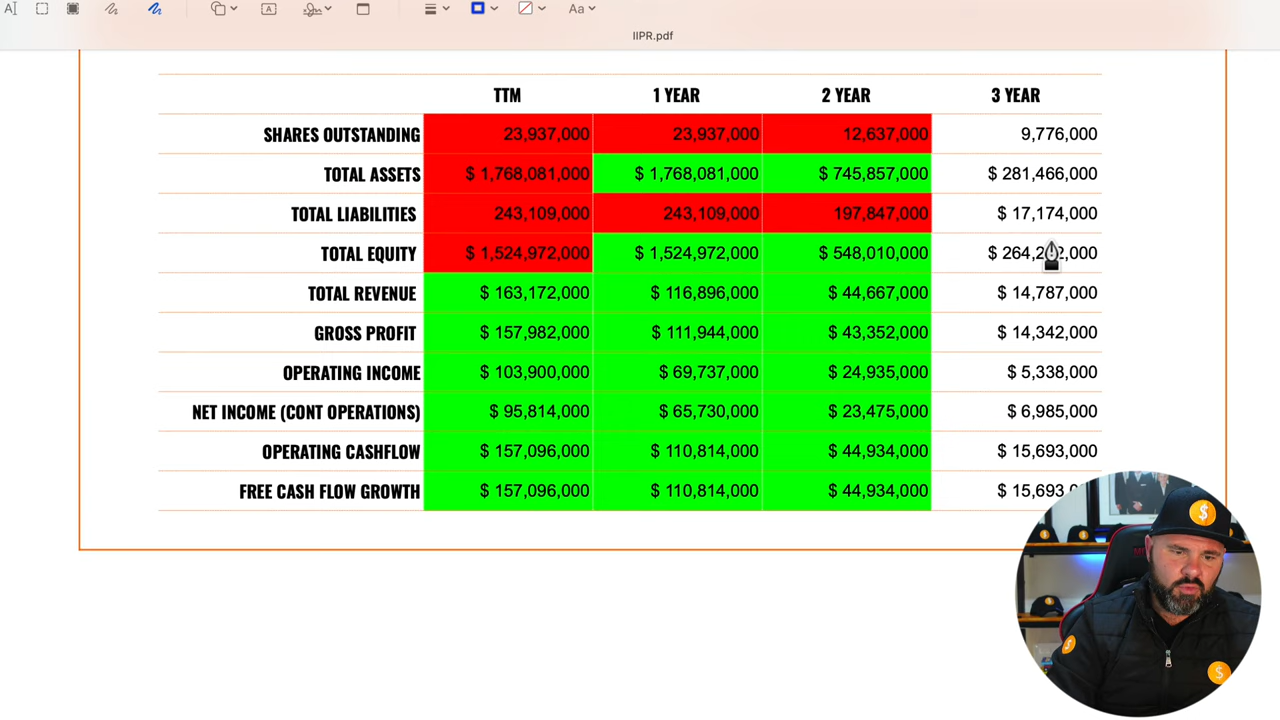 Aa
IIPR.pdf
TTM 1 YEAR 2 YEAR 3 YEAR
SHARES OUTSTANDING 23,937,000 23,937,000 12,637,000 9,776,000
TOTAL ASSETS $ 1,768,081,000 $ 1,768,081,000 $ 745,857,000 $ 281,466,000
TOTAL LIABILITIES 243,109,000 243,109,000 197,847,000 $ 17,174,000
TOTAL EQUITY $ 1,524,972,000 $ 1,524,972,000 $ 548,010,000
TOTAL REVENUE $ 163,172,000 $ 116,896,000 $ 44,667,000 $ 14,787,000
GROSS PROFIT $ 157,982,000 $ 111,944,000 $ 43,352,000 $ 14,342,000
OPERATING INCOME $ 103,900,000 $ 69,737,000 $ 24,935,000 $ 5,338,000
NET INCOME (CONT OPERATIONS) $ 95,814,000 $ 65,730,000 $ 23,475,000 $ 6,985,000
OPERATING CASHFLOW $ 157,096,000 $ 110,814,000 $ 44,934,000 $ 15,693,000
FREE CASH FLOW GROWTH $ 157,096,000 $ 110,814,000 $ 44,934,000